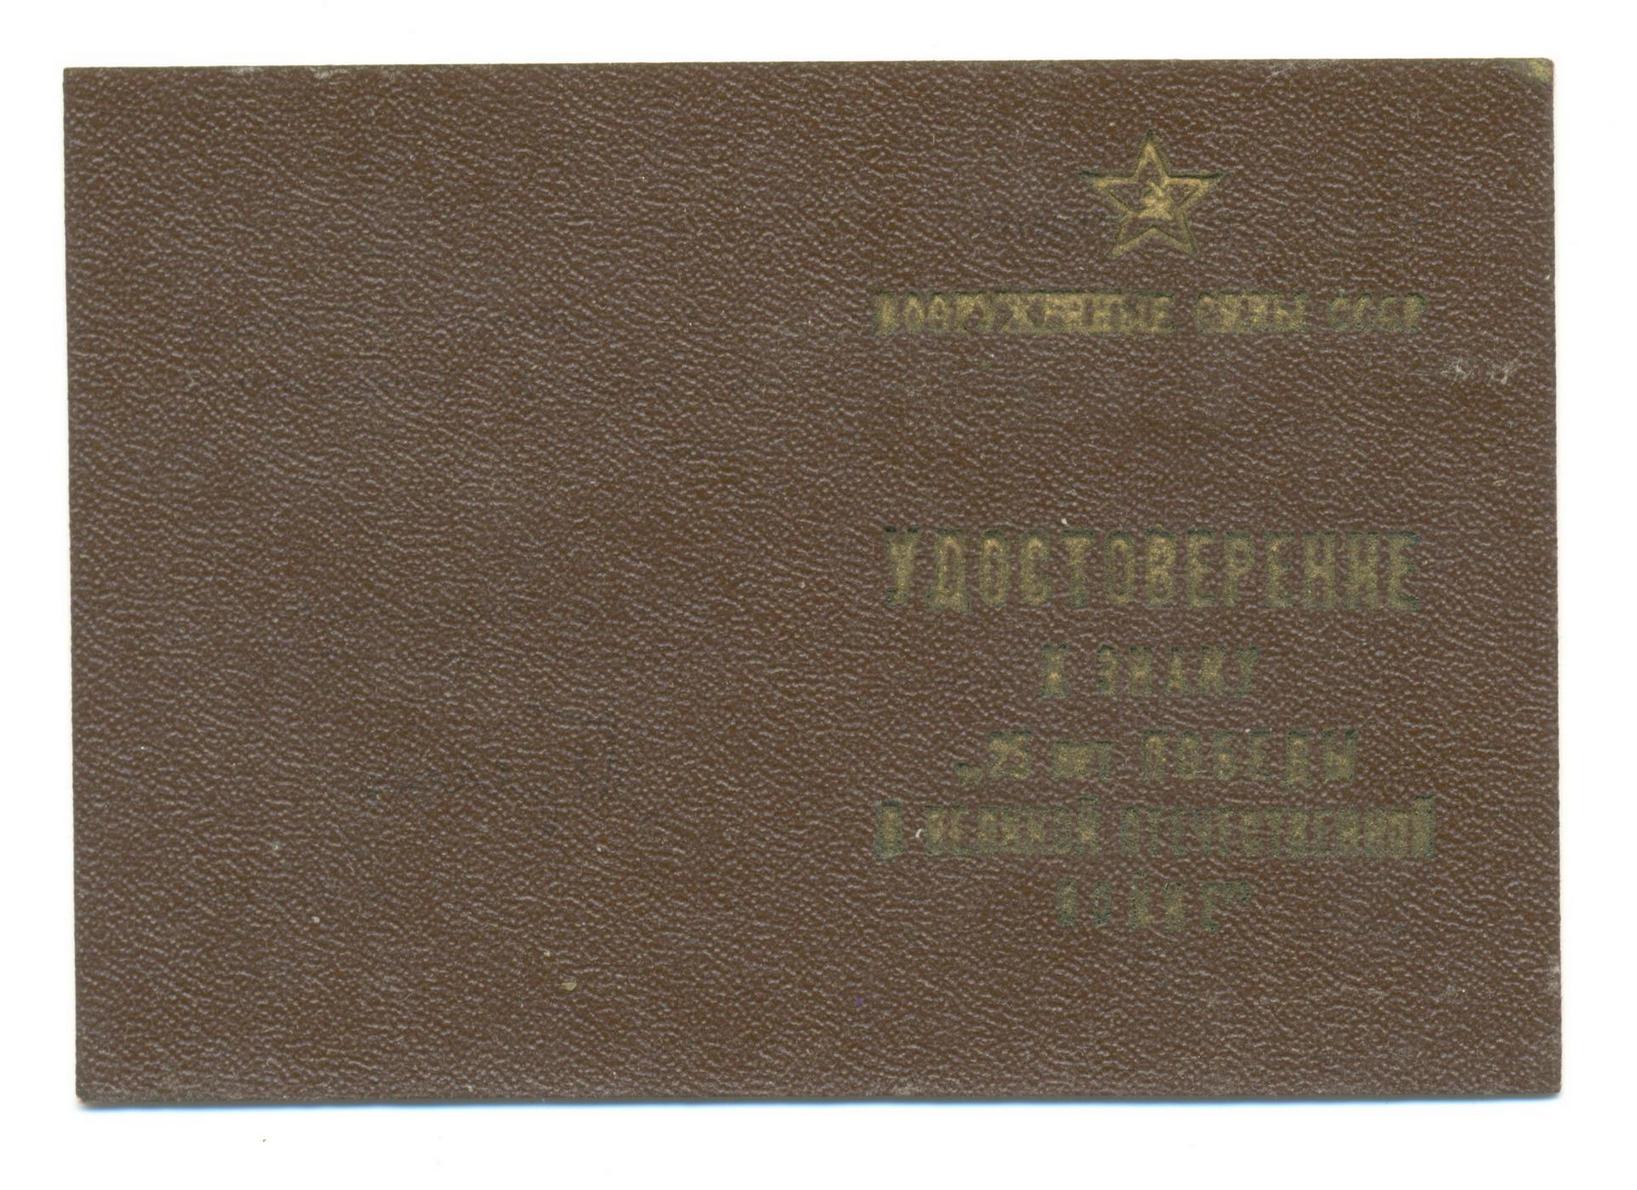 ВООРУЖЕННЫЕ СИЛЫ СССР
УДОСТОВЕРЕНИЕ
К ЗНАКУ
„25 лет ПОБЕДЫ
В ВЕЛИКОЙ ОТЕЧЕСТВЕННОЙ
ВОЙНЕ"